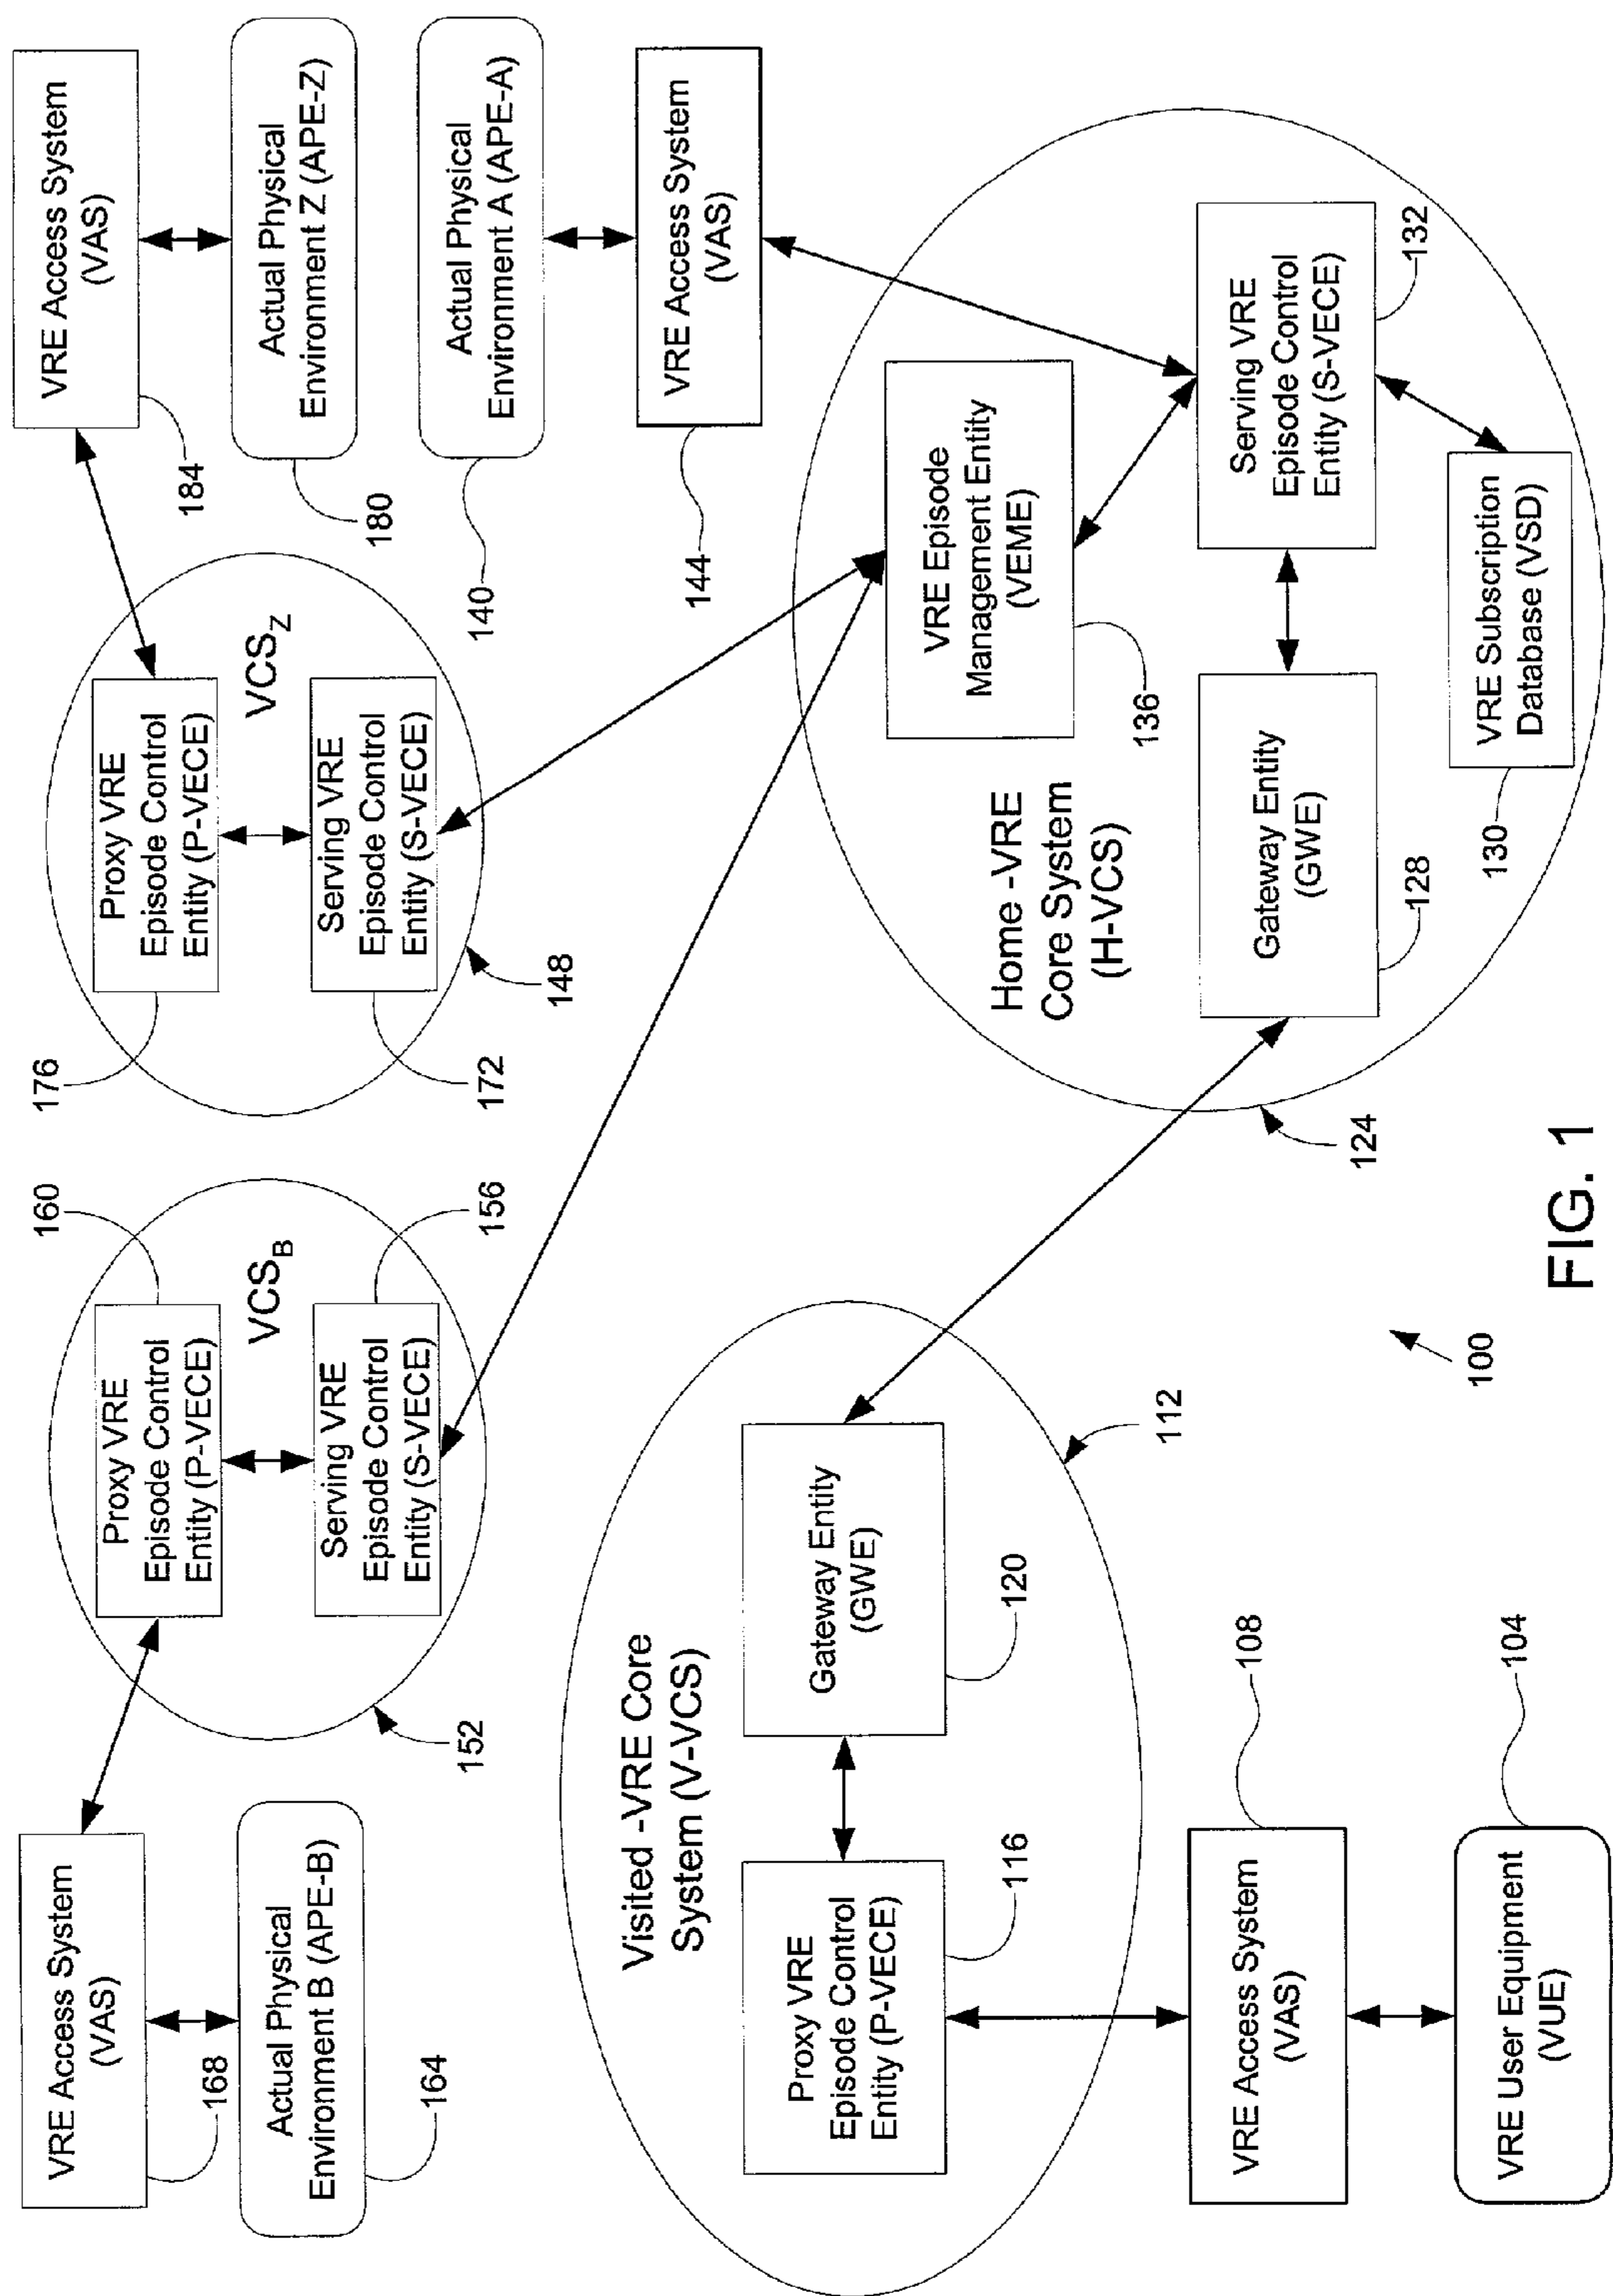 VRE Access System
(VAS)
168
Actual Physical
Environment B (APE-B)
164
152
Proxy VRE
Episode Control
Entity (P-VECE)
160
VCSB
Serving VRE
Episode Control
Entity (S-VECE)
156
176
Proxy VRE
Episode Control
Entity (P-VECE)
VCSZ
172
Serving VRE
Episode Control
Entity (S-VECE)
148
VRE Access System
(VAS)
184
Actual Physical
Environment Z (APE-Z)
180
Actual Physical
Environment A (APE-A)
140
VRE Access System
(VAS)
144
Visited -VRE Core
System (V-VCS)
Proxy VRE
Episode Control
Entity (P-VECE)
116
Gateway Entity
(GWE)
120
112
VRE Access System
(VAS)
108
VRE User Equipment
(VUE)
104
Home -VRE
Core System
(H-VCS)
VRE Episode
Management Entity
(VEME)
136
Gateway Entity
(GWE)
128
Serving VRE
Episode Control
Entity (S-VECE)
132
VRE Subscription
Database (VSD)
130
124
100
FIG. 1